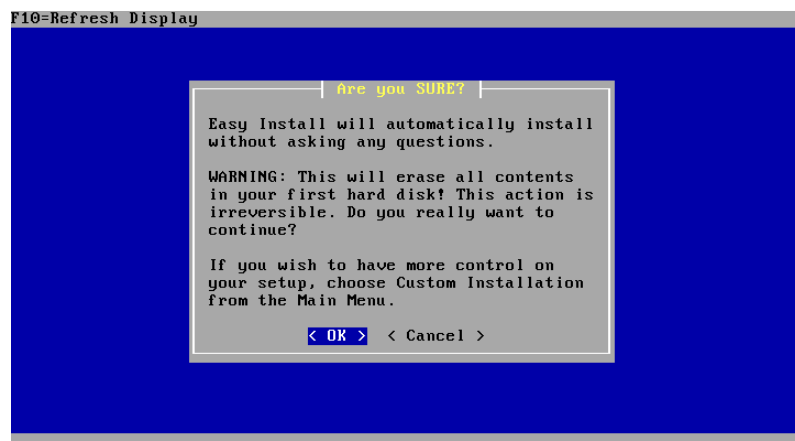 F10=Refresh Display
Are you SURE?
Easy Install will automatically install
without asking any questions.
WARNING: This will erase all contents
in your first hard disk! This action is
irreversible. Do you really want to
continue?
If you wish to have more control on
your setup, choose Custom Installation
from the Main Menu.
< OK > < Cancel >